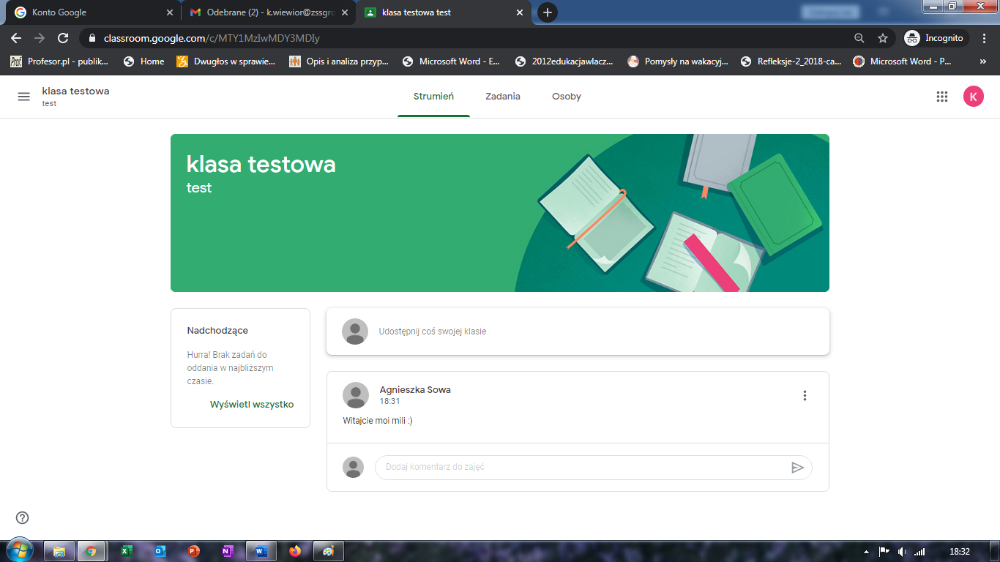 Konto Google
Odebrane (2) - k.wiewior@zssgro
klasa testowa test
classroom.google.com/c/MTY1MzIwMDY3MDIy
Incognito
Profesor.pl - publik...
Home
Dwugłos w sprawie...
Opis i analiza przyp...
Microsoft Word - E...
2012edukacjawlacz...
Pomysły na wakacyj...
Refleksje-2_2018-ca...
Microsoft Word - P...
»
klasa testowa
test
Strumień
Zadania
Osoby
K
klasa testowa
test
Nadchodzące
Hurra! Brak zadań do
oddania w najbliższym
czasie.
Wyświetl wszystko
Udostępnij coś swojej klasie
Agnieszka Sowa
18:31
Witajcie moi mili :)
Dodaj komentarz do zajęć
18:32